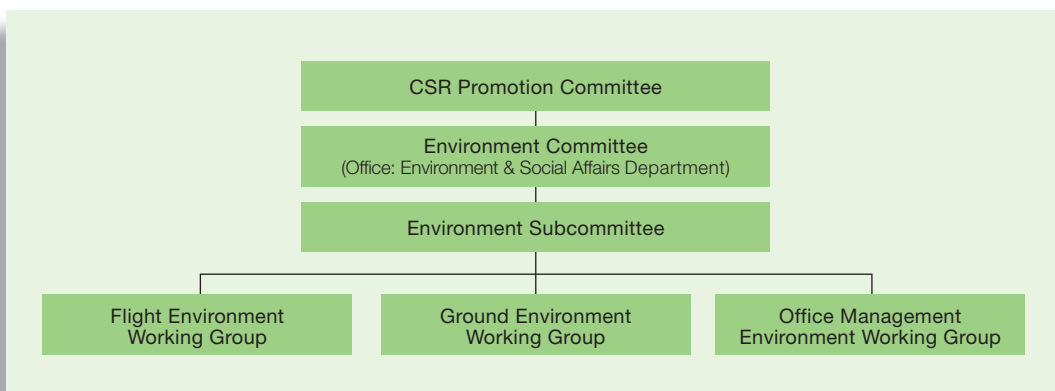 CSR Promotion Committee
Environment Committee
(Office: Environment & Social Affairs Department)
Environment Subcommittee
Flight Environment
Working Group
Ground Environment
Working Group
Office Management
Environment Working Group